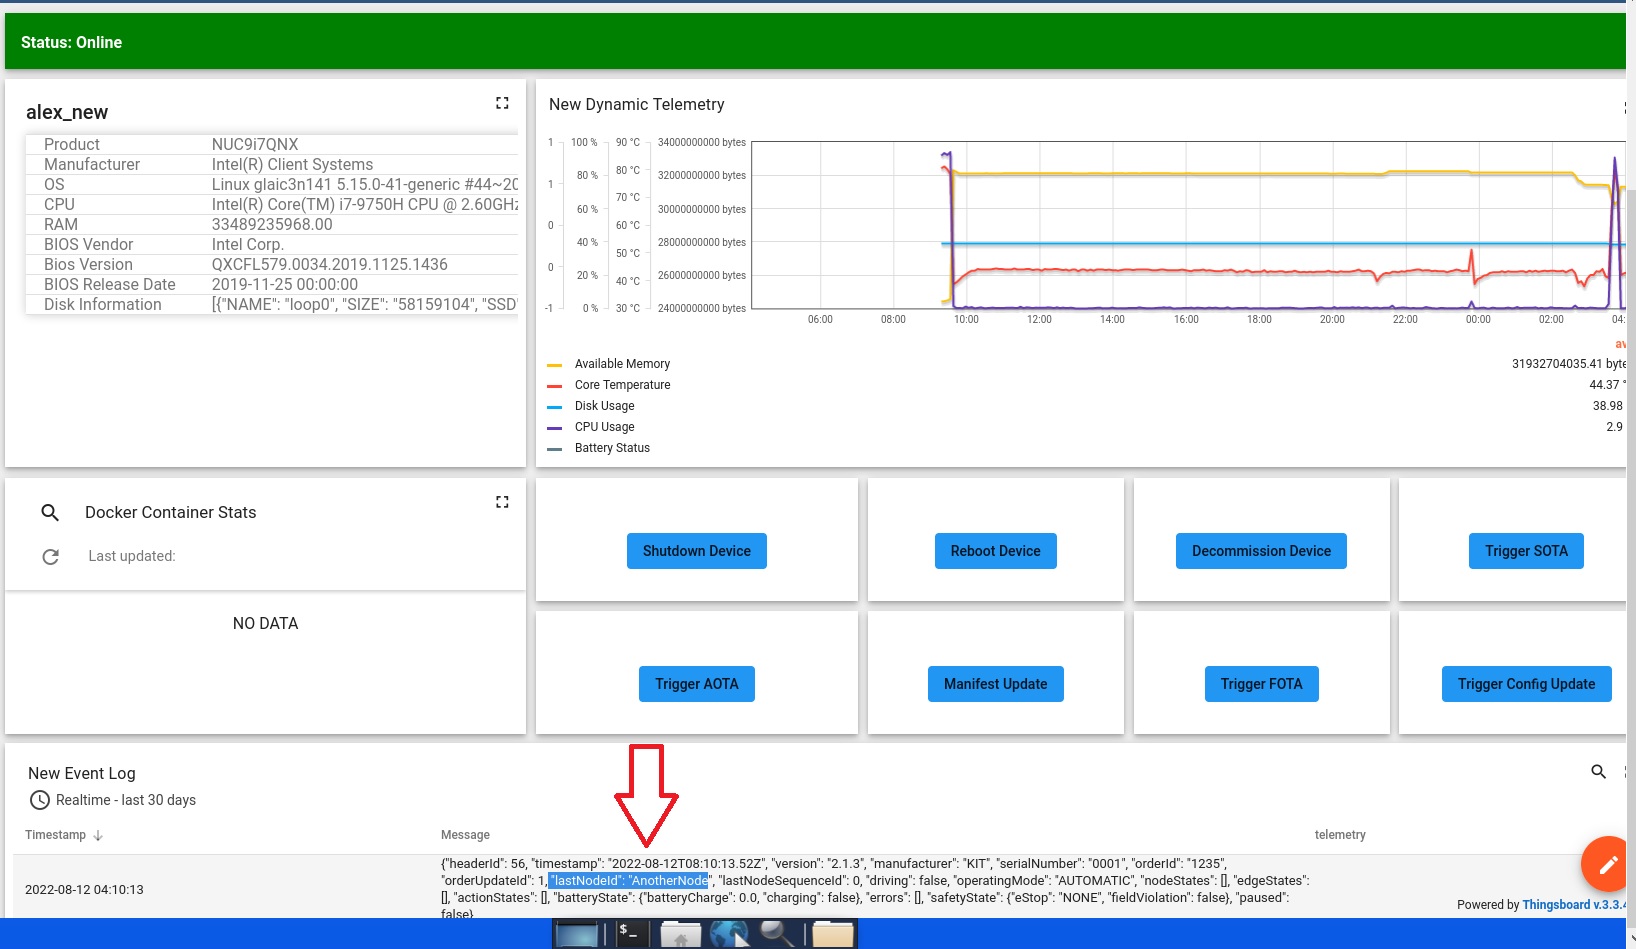 Status: Online
alex_new
Product NUC9i7QNX
Manufacturer Intel(R) Client Systems
OS Linux glaic3n141 5.15.0-41-generic #44~20
CPU Intel(R) Core(TM) i7-9750H CPU @ 2.60GHz
RAM 33489235968.00
BIOS Vendor Intel Corp.
Bios Version QXCFL579.0034.2019.1125.1436
BIOS Release Date 2019-11-25 00:00:00
Disk Information [{"NAME": "loop0", "SIZE": "58159104", "SSD"
New Dynamic Telemetry
1 100 % 90 °C 34000000000 bytes
1 80 % 80 °C 32000000000 bytes
70 °C
60 % 30000000000 bytes
0 60 °C
40 % 28000000000 bytes
50 °C
0 20 % 40 °C 26000000000 bytes
-1 0 % 30 °C 24000000000 bytes
06:00 08:00 10:00 12:00 14:00 16:00 18:00 20:00 22:00 00:00 02:00 04:
av
Available Memory 31932704035.41 byte
Core Temperature 44.37 °
Disk Usage 38.98
CPU Usage 2.9
Battery Status
Docker Container Stats
Last updated:
NO DATA
Shutdown Device
Reboot Device
Decommission Device
Trigger SOTA
Trigger AOTA
Manifest Update
Trigger FOTA
Trigger Config Update
New Event Log
Realtime - last 30 days
Timestamp Message telemetry
2022-08-12 04:10:13
{"headerId": 56, "timestamp": "2022-08-12T08:10:13.52Z", "version": "2.1.3", "manufacturer": "KIT", "serialNumber": "0001", "orderId": "1235",
"orderUpdateId": 1, "lastNodeId": "AnotherNode", "lastNodeSequenceId": 0, "driving": false, "operatingMode": "AUTOMATIC", "nodeStates": [], "edgeStates":
[], "actionStates": [], "batteryState": {"batteryCharge": 0.0, "charging": false}, "errors": [], "safetyState": {"eStop": "NONE", "fieldViolation": false}, "paused":
false}
Powered by Thingsboard v.3.3.4
$_